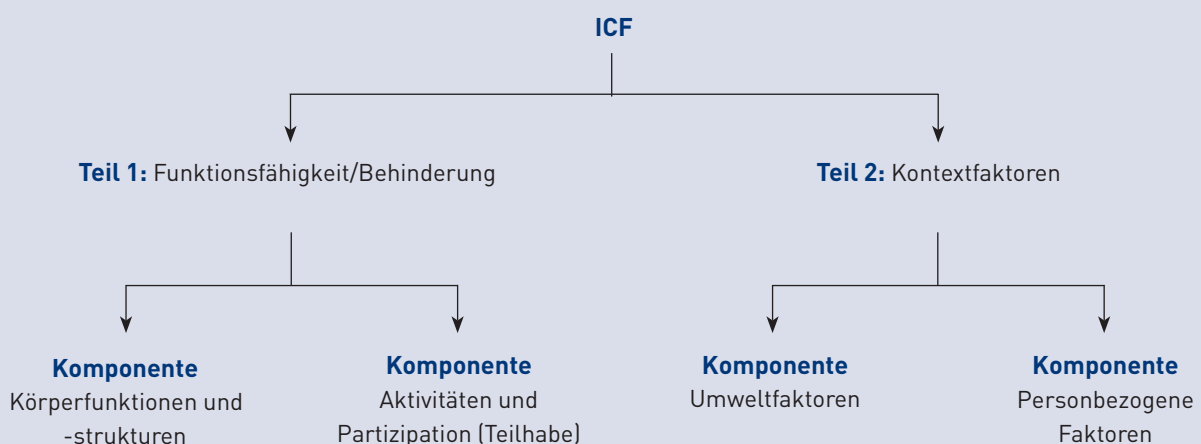 ICF
Teil 1: Funktionsfähigkeit/Behinderung
Teil 2: Kontextfaktoren
Komponente
Körperfunktionen und
-strukturen
Komponente
Aktivitäten und
Partizipation (Teilhabe)
Komponente
Umweltfaktoren
Komponente
Personbezogene
Faktoren